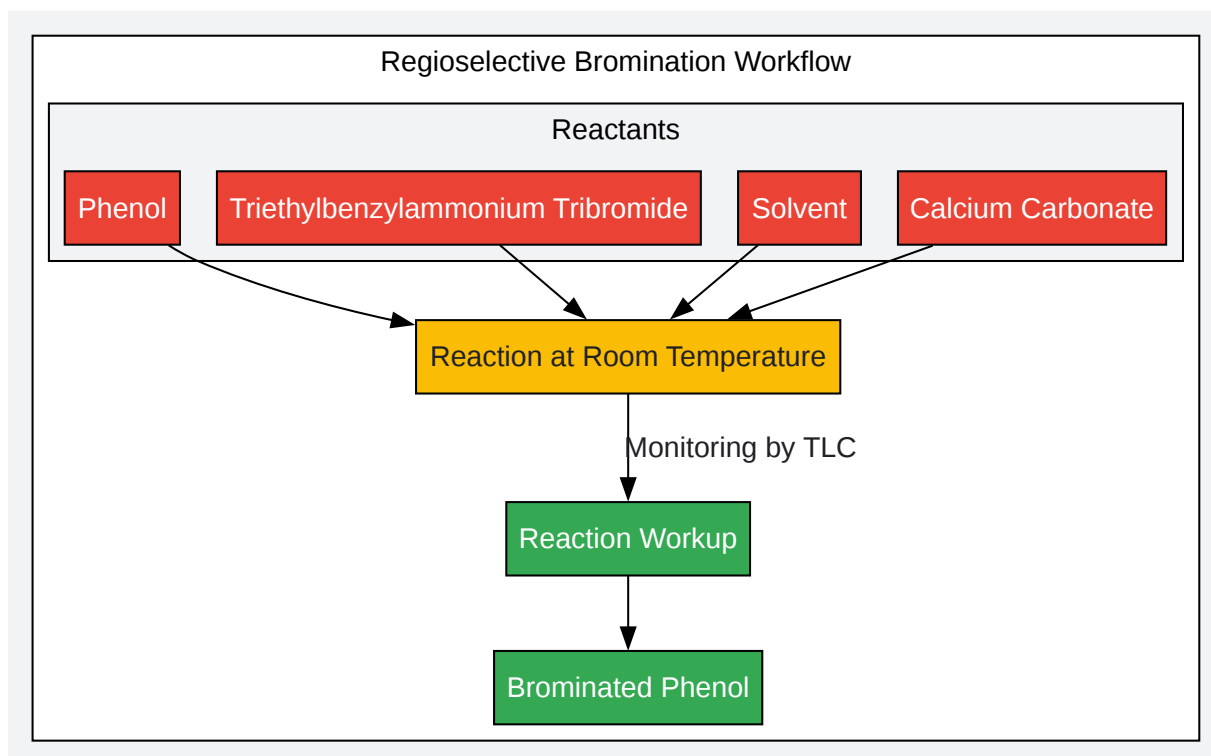 Regioselective Bromination Workflow
Reactants
Phenol
Triethylbenzylammonium Tribromide
Solvent
Calcium Carbonate
Reaction at Room Temperature
Monitoring by TLC
Reaction Workup
Brominated Phenol